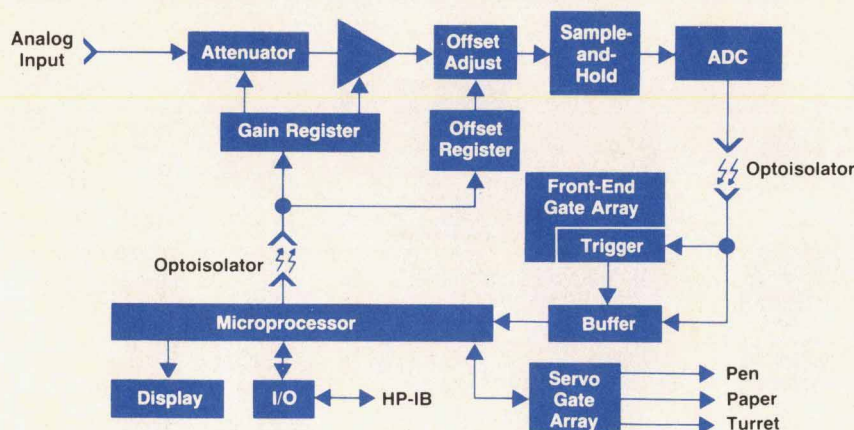 Analog
Input
Attenuator
Offset
Adjust
Sample-
and-
Hold
ADC
Gain Register
Offset
Register
Optoisolator
Front-End
Gate Array
Trigger
Optoisolator
Microprocessor
Buffer
Display
I/O
HP-IB
Servo
Gate
Array
Pen
Paper
Turret